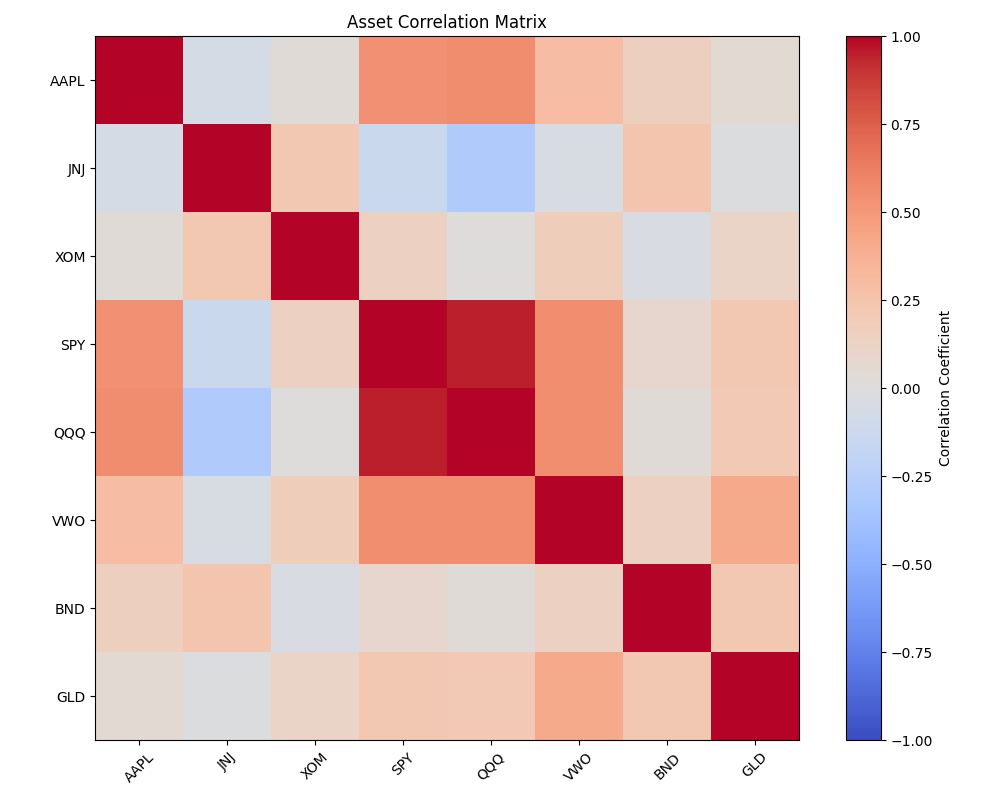 Asset Correlation Matrix
AAPL
JNJ
XOM
SPY
QQQ
VWO
BND
GLD
AAPL JNJ XOM SPY QQQ VWO BND GLD
1.00
0.75
0.50
0.25
0.00
−0.25
−0.50
−0.75
−1.00
Correlation Coefficient